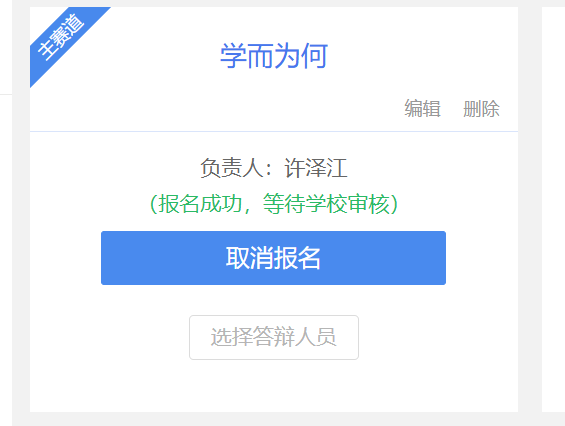 主赛道
学而为何
编辑 删除
负责人：许泽江
（报名成功，等待学校审核）
取消报名
选择答辩人员